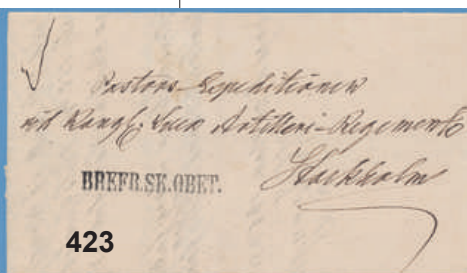 Pastors-Expeditionen
vid Kongl. Svea Artilleri-Regemente
Stockholm
BREFR.SK.OBET.
423